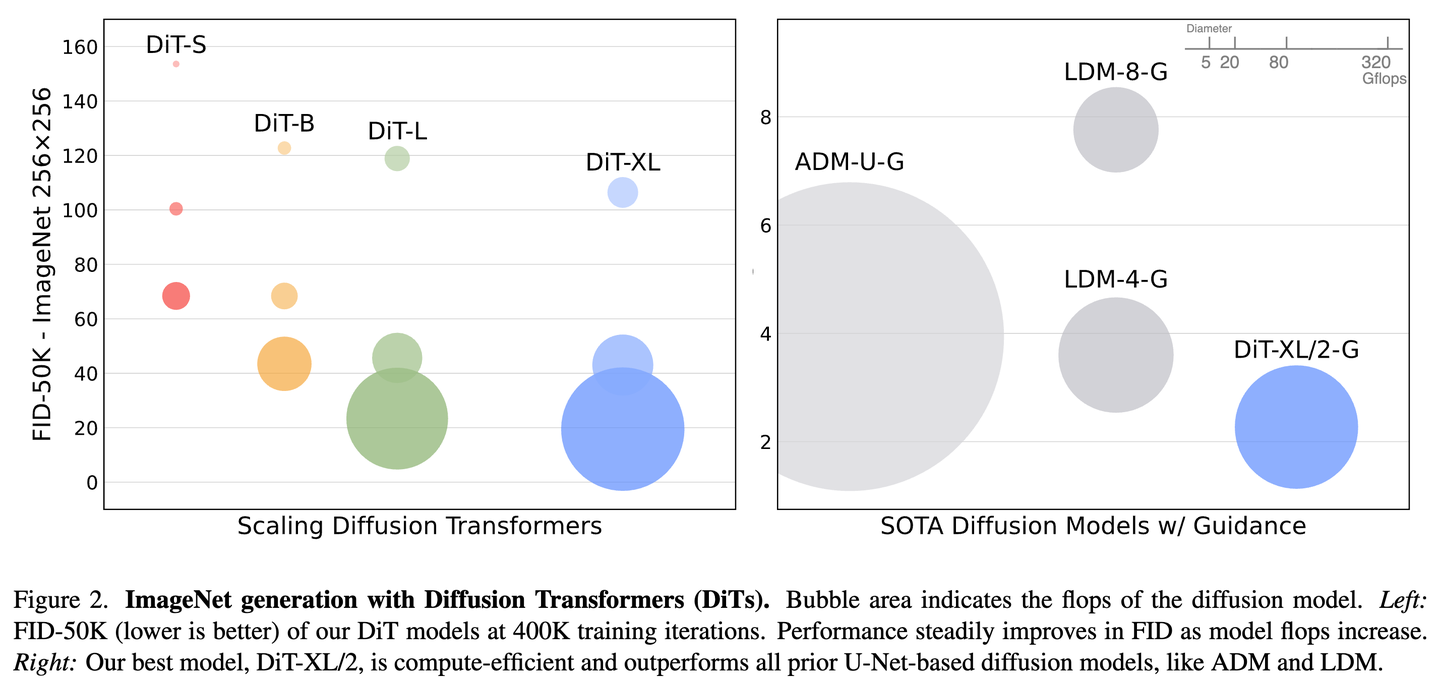 FID-50K - ImageNet 256×256
160
140
120
100
80
60
40
20
0
DiT-S
DiT-B
DiT-L
DiT-XL
Scaling Diffusion Transformers
8
6
4
2
Diameter
5 20 80 320
Gflops
LDM-8-G
ADM-U-G
LDM-4-G
DiT-XL/2-G
SOTA Diffusion Models w/ Guidance
Figure 2. ImageNet generation with Diffusion Transformers (DiTs). Bubble area indicates the flops of the diffusion model. Left:
FID-50K (lower is better) of our DiT models at 400K training iterations. Performance steadily improves in FID as model flops increase.
Right: Our best model, DiT-XL/2, is compute-efficient and outperforms all prior U-Net-based diffusion models, like ADM and LDM.